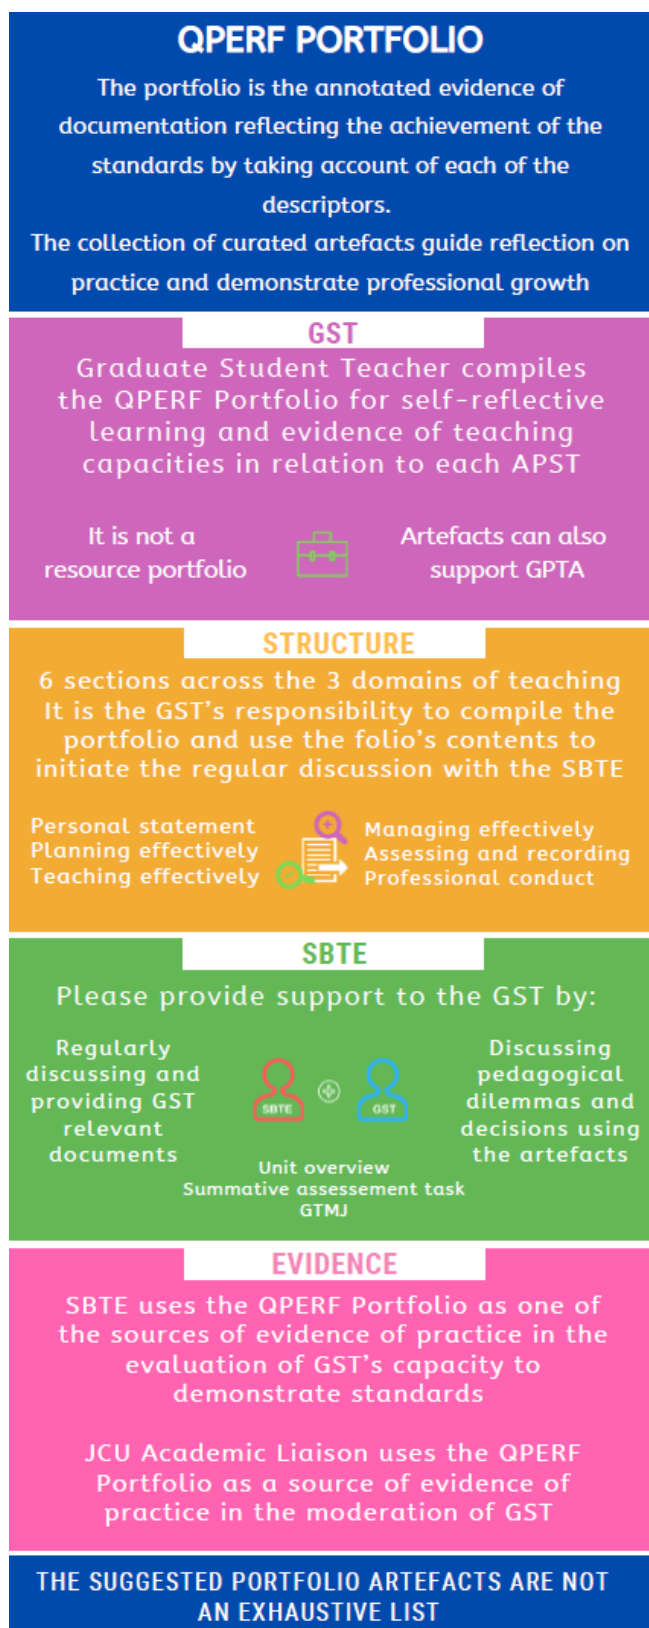 QPERF PORTFOLIO
The portfolio is the annotated evidence of
documentation reflecting the achievement of the
standards by taking account of each of the
descriptors.
The collection of curated artefacts guide reflection on
practice and demonstrate professional growth
GST
Graduate Student Teacher compiles
the QPERF Portfolio for self-reflective
learning and evidence of teaching
capacities in relation to each APST
It is not a
resource portfolio
Artefacts can also
support GPTA
STRUCTURE
6 sections across the 3 domains of teaching
It is the GST's responsibility to compile the
portfolio and use the folio's contents to
initiate the regular discussion with the SBTE
Personal statement
Planning effectively
Teaching effectively
Managing effectively
Assessing and recording
Professional conduct
SBTE
Please provide support to the GST by:
Regularly
discussing and
providing GST
relevant
documents
SBTE
GST
Discussing
pedagogical
dilemmas and
decisions using
the artefacts
Unit overview
Summative assessement task
GTMJ
EVIDENCE
SBTE uses the QPERF Portfolio as one of
the sources of evidence of practice in the
evaluation of GST's capacity to
demonstrate standards
JCU Academic Liaison uses the QPERF
Portfolio as a source of evidence of
practice in the moderation of GST
THE SUGGESTED PORTFOLIO ARTEFACTS ARE NOT
AN EXHAUSTIVE LIST